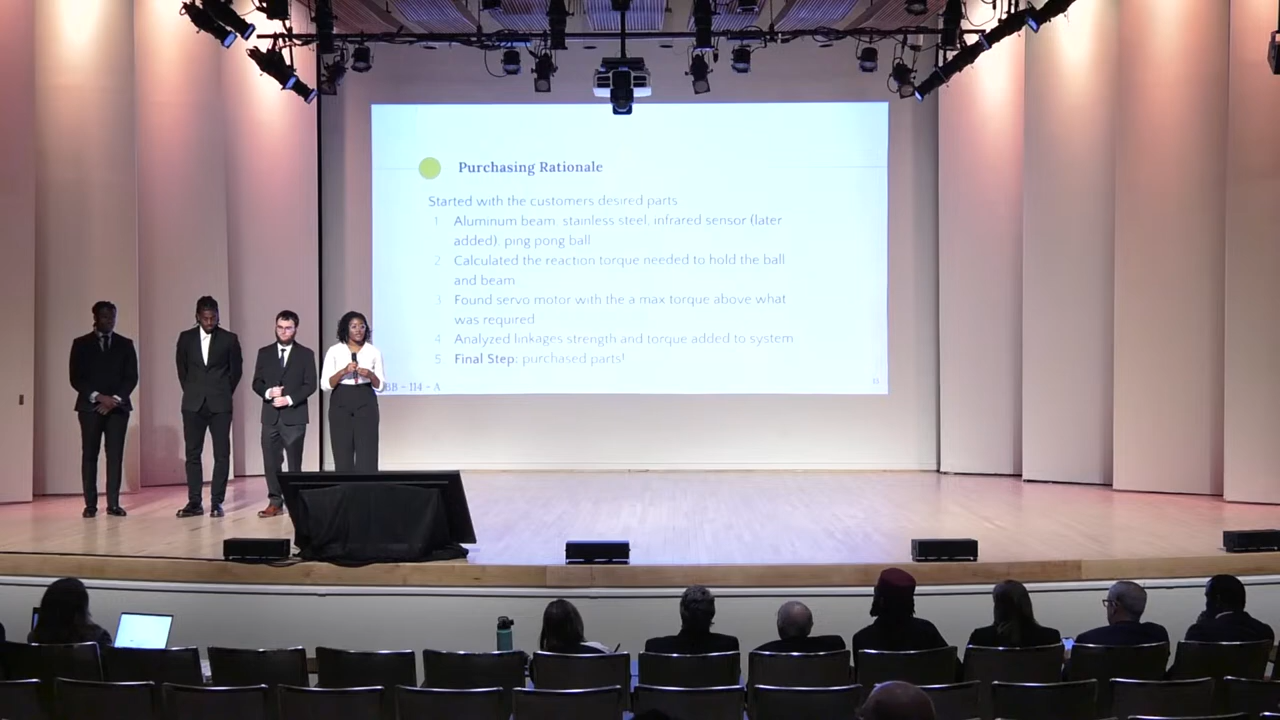 Purchasing Rationale
Started with the customers desired parts
1 Aluminum beam, stainless steel, infrared sensor (later
added), ping pong ball
2 Calculated the reaction torque needed to hold the ball
and beam
3 Found servo motor with the a max torque above what
was required
4 Analyzed linkages strength and torque added to system
5 Final Step: purchased parts!
BB - 114 - A